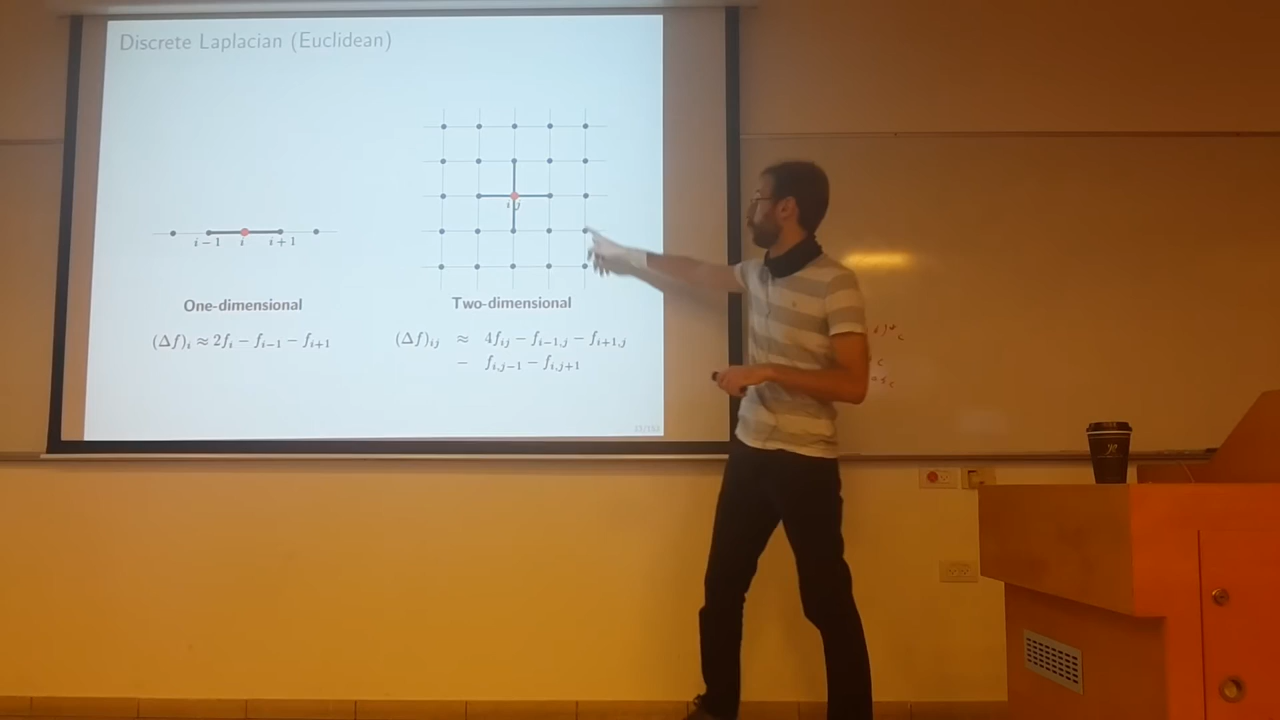 Discrete Laplacian (Euclidean)
i, j
i − 1 i i + 1
One-dimensional
(Δf)ᵢ ≈ 2fᵢ − fᵢ₋₁ − fᵢ₊₁
Two-dimensional
(Δf)ᵢⱼ ≈ 4fᵢⱼ − fᵢ₋₁,ⱼ − fᵢ₊₁,ⱼ
− fᵢ,ⱼ₋₁ − fᵢ,ⱼ₊₁